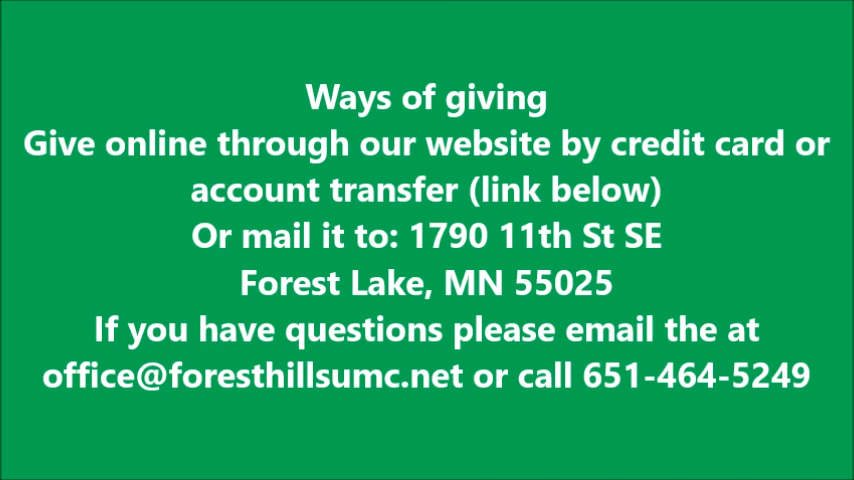 Ways of giving
Give online through our website by credit card or
account transfer (link below)
Or mail it to: 1790 11th St SE
Forest Lake, MN 55025
If you have questions please email the at
office@foresthillsumc.net or call 651-464-5249